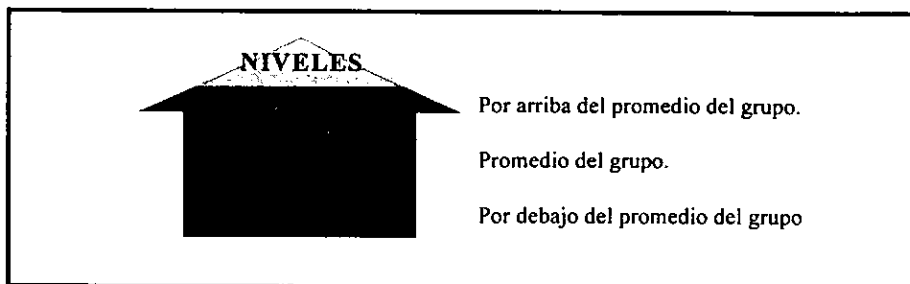 NIVELES
Por arriba del promedio del grupo.
Promedio del grupo.
Por debajo del promedio del grupo